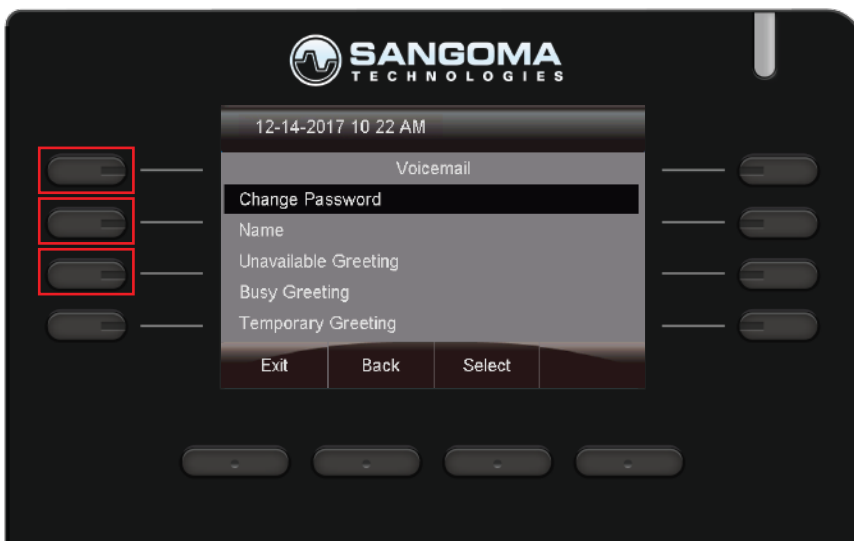 SANGOMA
TECHNOLOGIES
12-14-2017 10 22 AM
Voicemail
Change Password
Name
Unavailable Greeting
Busy Greeting
Temporary Greeting
Exit Back Select